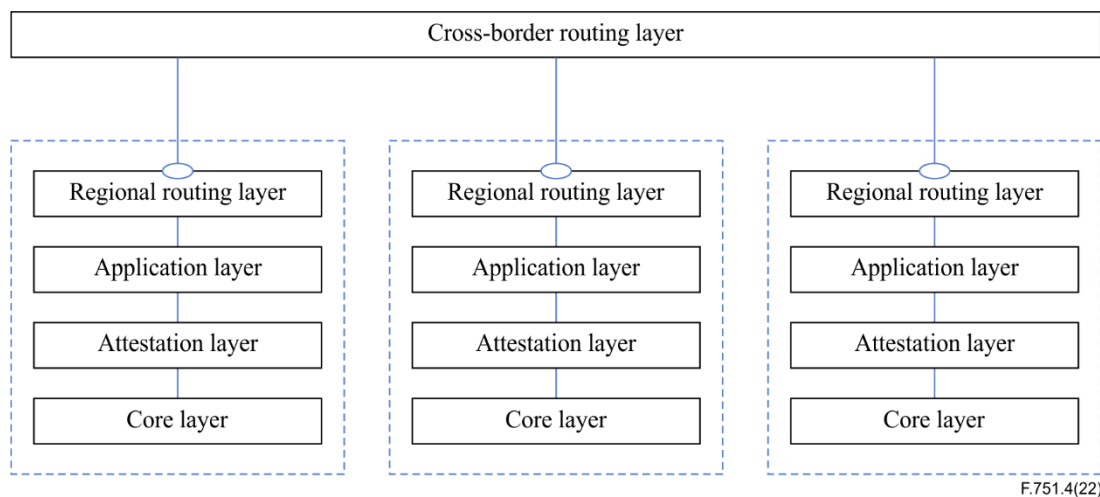 Cross-border routing layer
Regional routing layer
Regional routing layer
Regional routing layer
Application layer
Application layer
Application layer
Attestation layer
Attestation layer
Attestation layer
Core layer
Core layer
Core layer
F.751.4(22)